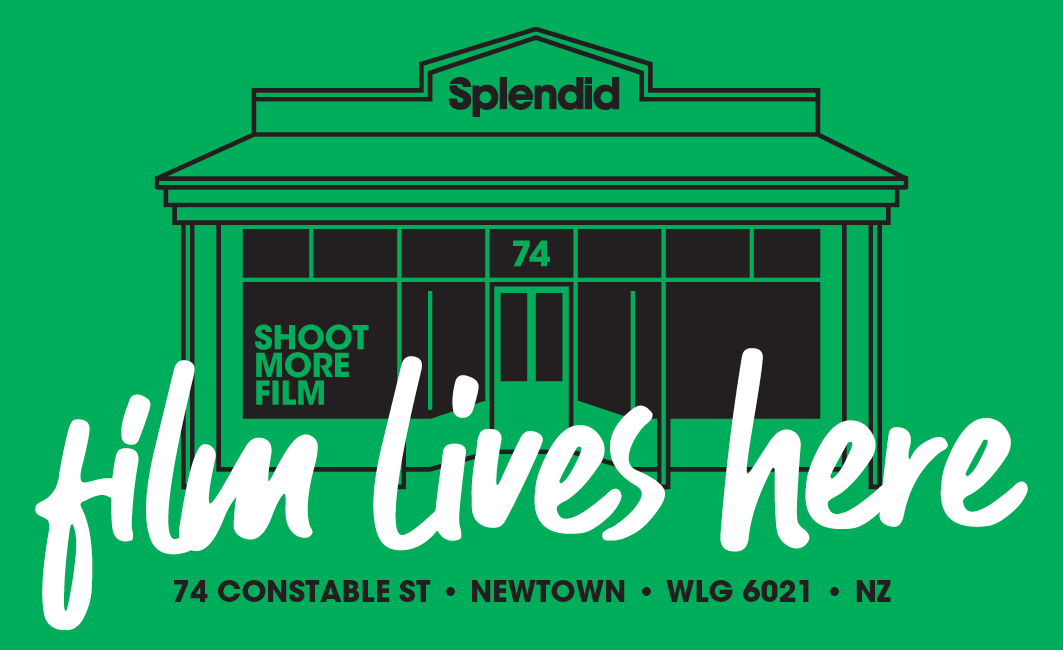 Splendid
74
SHOOT
MORE
FILM
film lives here
74 CONSTABLE ST • NEWTOWN • WLG 6021 • NZ